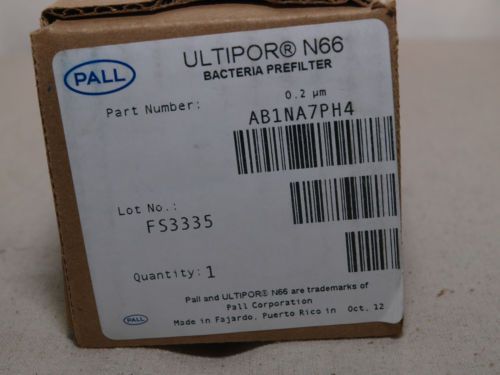 PALL
ULTIPOR® N66
BACTERIA PREFILTER
0.2 µm
Part Number:
AB1NA7PH4
Lot No.:
FS3335
Quantity: 1
Pall and ULTIPOR® N66 are trademarks of
Pall Corporation
PALL
Made in Fajardo, Puerto Rico in Oct. 12